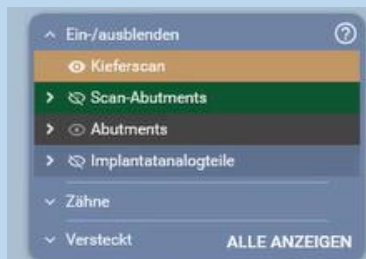 Ein-/ausblenden
Kieferscan
Scan-Abutments
Abutments
Implantatanalogteile
Zähne
Versteckt ALLE ANZEIGEN